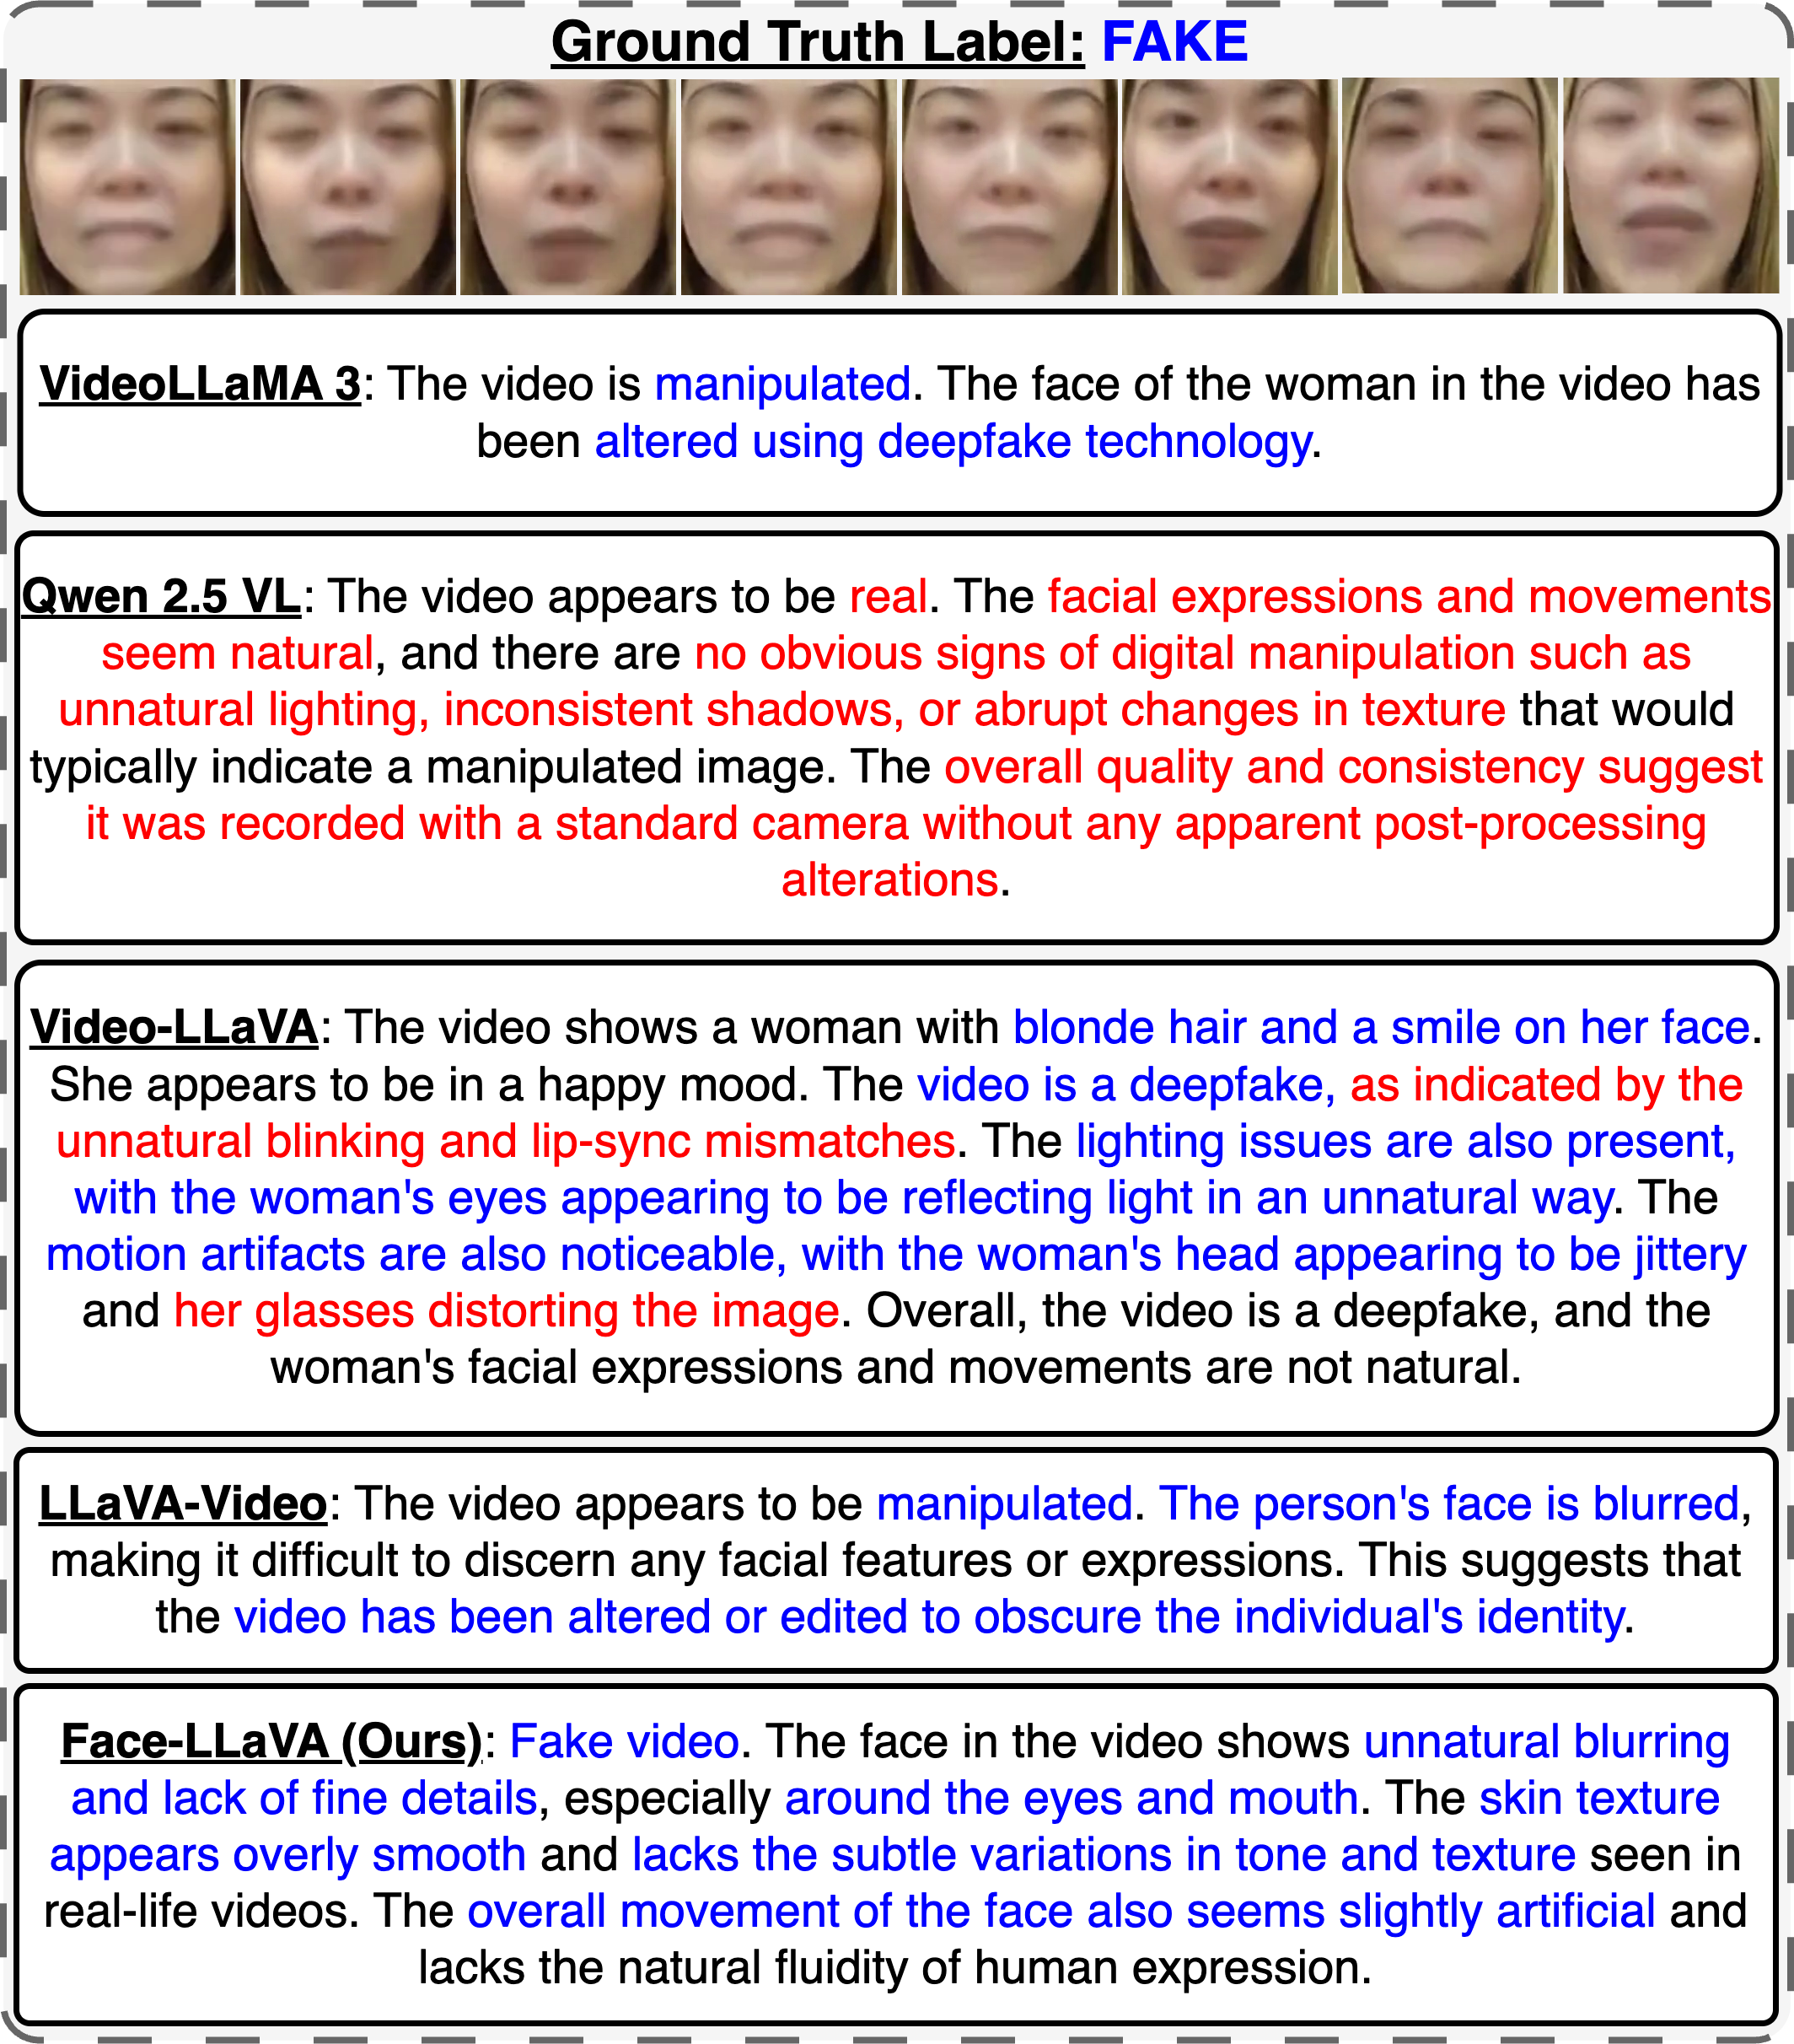 Ground Truth Label: FAKE
VideoLLaMA 3: The video is manipulated. The face of the woman in the video has
been altered using deepfake technology.
Qwen 2.5 VL: The video appears to be real. The facial expressions and movements
seem natural, and there are no obvious signs of digital manipulation such as
unnatural lighting, inconsistent shadows, or abrupt changes in texture that would
typically indicate a manipulated image. The overall quality and consistency suggest
it was recorded with a standard camera without any apparent post-processing
alterations.
Video-LLaVA: The video shows a woman with blonde hair and a smile on her face.
She appears to be in a happy mood. The video is a deepfake, as indicated by the
unnatural blinking and lip-sync mismatches. The lighting issues are also present,
with the woman's eyes appearing to be reflecting light in an unnatural way. The
motion artifacts are also noticeable, with the woman's head appearing to be jittery
and her glasses distorting the image. Overall, the video is a deepfake, and the
woman's facial expressions and movements are not natural.
LLaVA-Video: The video appears to be manipulated. The person's face is blurred,
making it difficult to discern any facial features or expressions. This suggests that
the video has been altered or edited to obscure the individual's identity.
Face-LLaVA (Ours): Fake video. The face in the video shows unnatural blurring
and lack of fine details, especially around the eyes and mouth. The skin texture
appears overly smooth and lacks the subtle variations in tone and texture seen in
real-life videos. The overall movement of the face also seems slightly artificial and
lacks the natural fluidity of human expression.